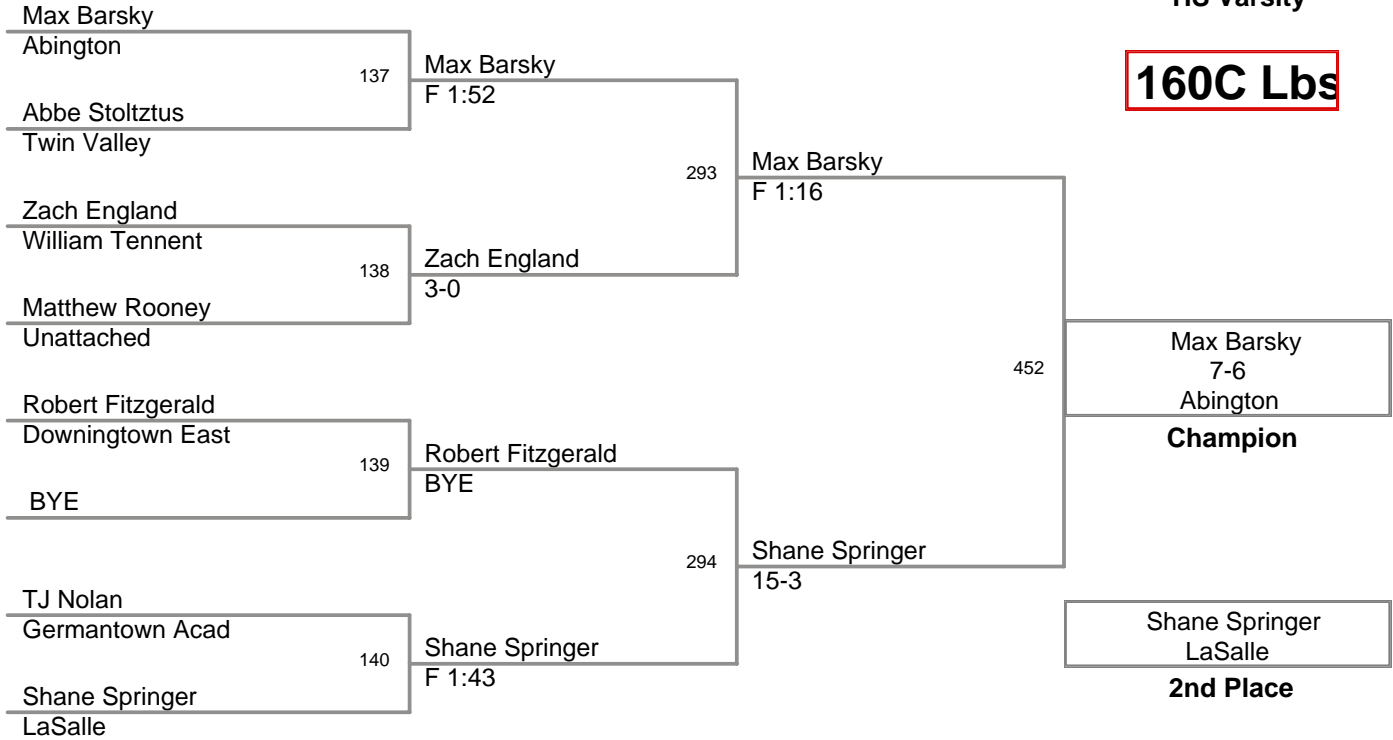 HS Varsity
160C Lbs
Max Barsky
Abington
137
Abbe Stoltztus
Twin Valley
Max Barsky
F 1:52
293
Zach England
William Tennent
138
Matthew Rooney
Unattached
Zach England
3-0
Max Barsky
F 1:16
452
Robert Fitzgerald
Downingtown East
139
BYE
Robert Fitzgerald
BYE
294
TJ Nolan
Germantown Acad
140
Shane Springer
LaSalle
Shane Springer
F 1:43
Shane Springer
15-3
Max Barsky
7-6
Abington
Champion
Shane Springer
LaSalle
2nd Place